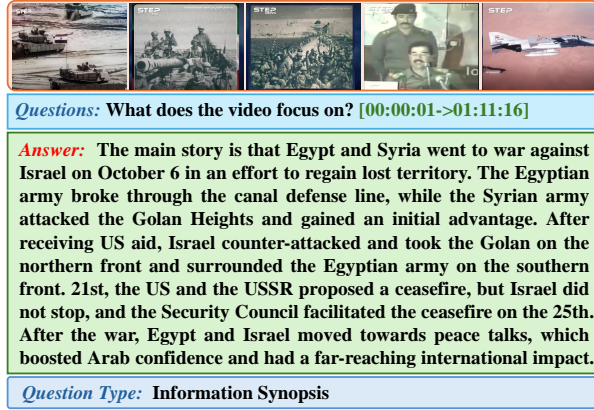 STEP STEP STEP STEP STEP
Questions: What does the video focus on? [00:00:01->01:11:16]
Answer: The main story is that Egypt and Syria went to war against
Israel on October 6 in an effort to regain lost territory. The Egyptian
army broke through the canal defense line, while the Syrian army
attacked the Golan Heights and gained an initial advantage. After
receiving US aid, Israel counter-attacked and took the Golan on the
northern front and surrounded the Egyptian army on the southern
front. 21st, the US and the USSR proposed a ceasefire, but Israel did
not stop, and the Security Council facilitated the ceasefire on the 25th.
After the war, Egypt and Israel moved towards peace talks, which
boosted Arab confidence and had a far-reaching international impact.
Question Type: Information Synopsis